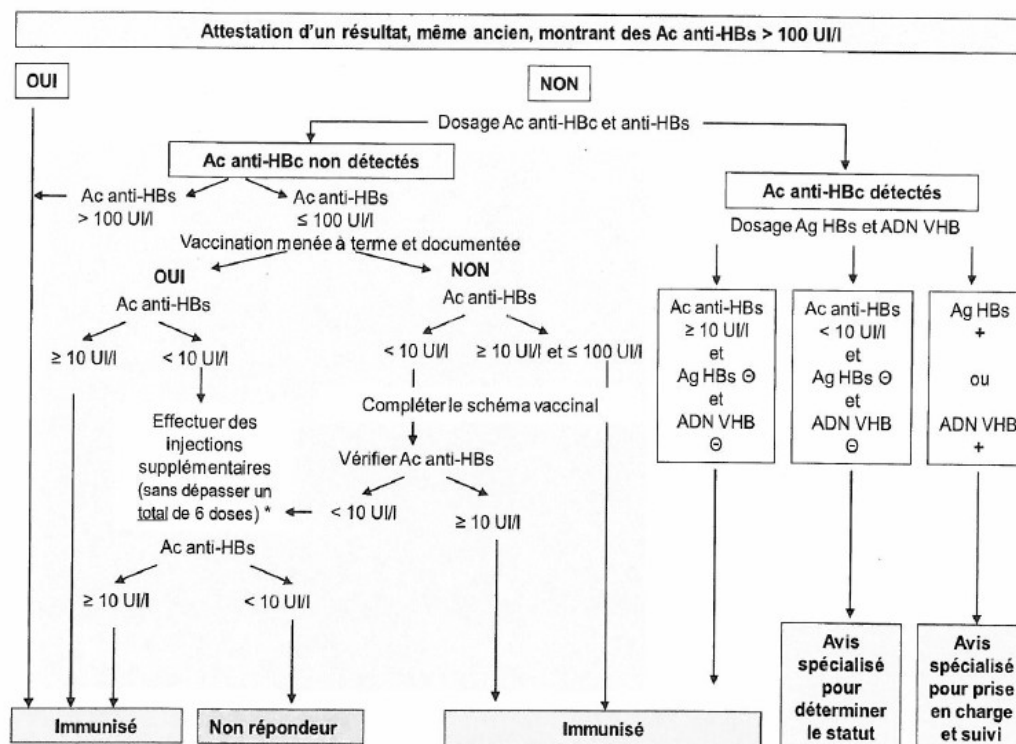 Attestation d'un résultat, même ancien, montrant des Ac anti-HBs > 100 UI/l
OUI
NON
Dosage Ac anti-HBc et anti-HBs
Ac anti-HBc non détectés
Ac anti-HBs
> 100 UI/l
Ac anti-HBs
≤ 100 UI/l
Vaccination menée à terme et documentée
OUI
Ac anti-HBs
≥ 10 UI/l
< 10 UI/l
Effectuer des
injections
supplémentaires
(sans dépasser un
total de 6 doses) *
Ac anti-HBs
≥ 10 UI/l
< 10 UI/l
NON
Ac anti-HBs
< 10 UI/l
≥ 10 UI/l et ≤ 100 UI/l
Compléter le schéma vaccinal
Vérifier Ac anti-HBs
< 10 UI/l
≥ 10 UI/l
Ac anti-HBc détectés
Dosage Ag HBs et ADN VHB
Ac anti-HBs
≥ 10 UI/l
et
Ag HBs ⊖
et
ADN VHB
⊖
Ac anti-HBs
< 10 UI/l
et
Ag HBs ⊖
et
ADN VHB
⊖
Ag HBs
+
ou
ADN VHB
+
Immunisé
Non répondeur
Immunisé
Avis
spécialisé
pour
déterminer
le statut
Avis
spécialisé
pour prise
en charge
et suivi